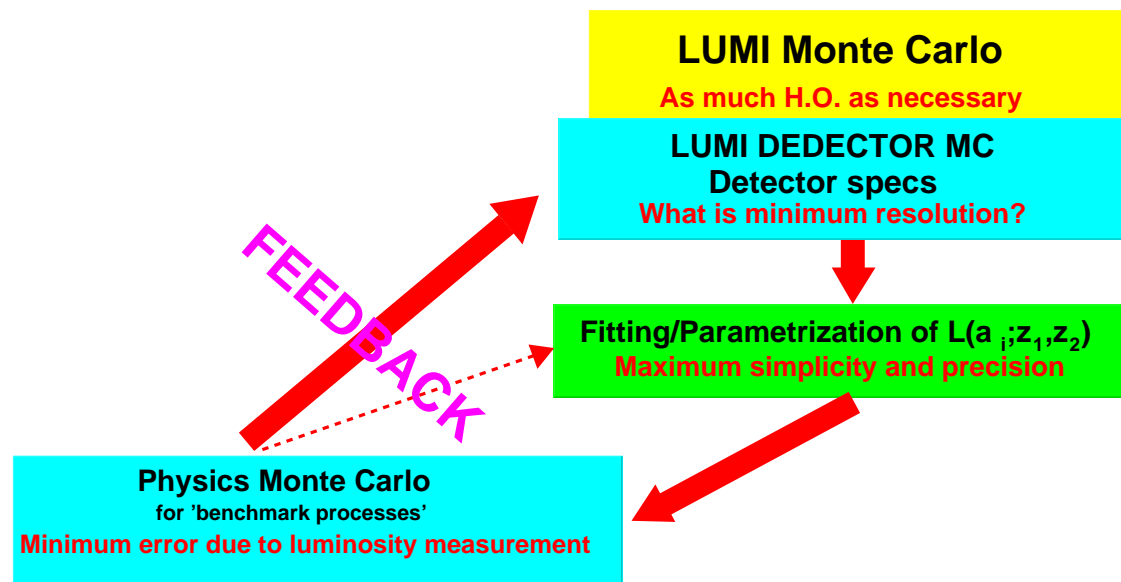 LUMI Monte Carlo
As much H.O. as necessary
LUMI DEDECTOR MC
Detector specs
What is minimum resolution?
FEEDBACK
Fitting/Parametrization of L(a i;z1,z2)
Maximum simplicity and precision
Physics Monte Carlo
for ’benchmark processes’
Minimum error due to luminosity measurement